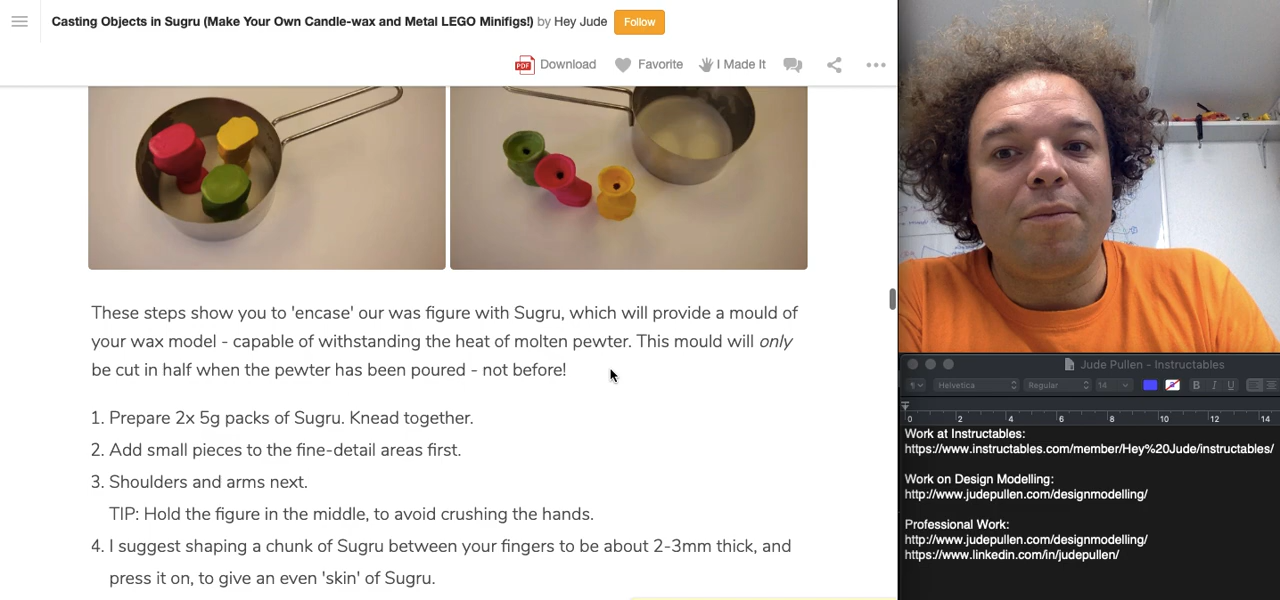 Casting Objects in Sugru (Make Your Own Candle-wax and Metal LEGO Minifigs!) by Hey Jude Follow
PDF Download Favorite I Made It
These steps show you to 'encase' our was figure with Sugru, which will provide a mould of
your wax model - capable of withstanding the heat of molten pewter. This mould will only
be cut in half when the pewter has been poured - not before!
1. Prepare 2x 5g packs of Sugru. Knead together.
2. Add small pieces to the fine-detail areas first.
3. Shoulders and arms next.
TIP: Hold the figure in the middle, to avoid crushing the hands.
4. I suggest shaping a chunk of Sugru between your fingers to be about 2-3mm thick, and
press it on, to give an even 'skin' of Sugru.
Jude Pullen - Instructables
Helvetica Regular 14 B I U
0 2 4 6 8 10 12 14
Work at Instructables:
https://www.instructables.com/member/Hey%20Jude/instructables/
Work on Design Modelling:
http://www.judepullen.com/designmodelling/
Professional Work:
http://www.judepullen.com/designmodelling/
https://www.linkedin.com/in/judepullen/